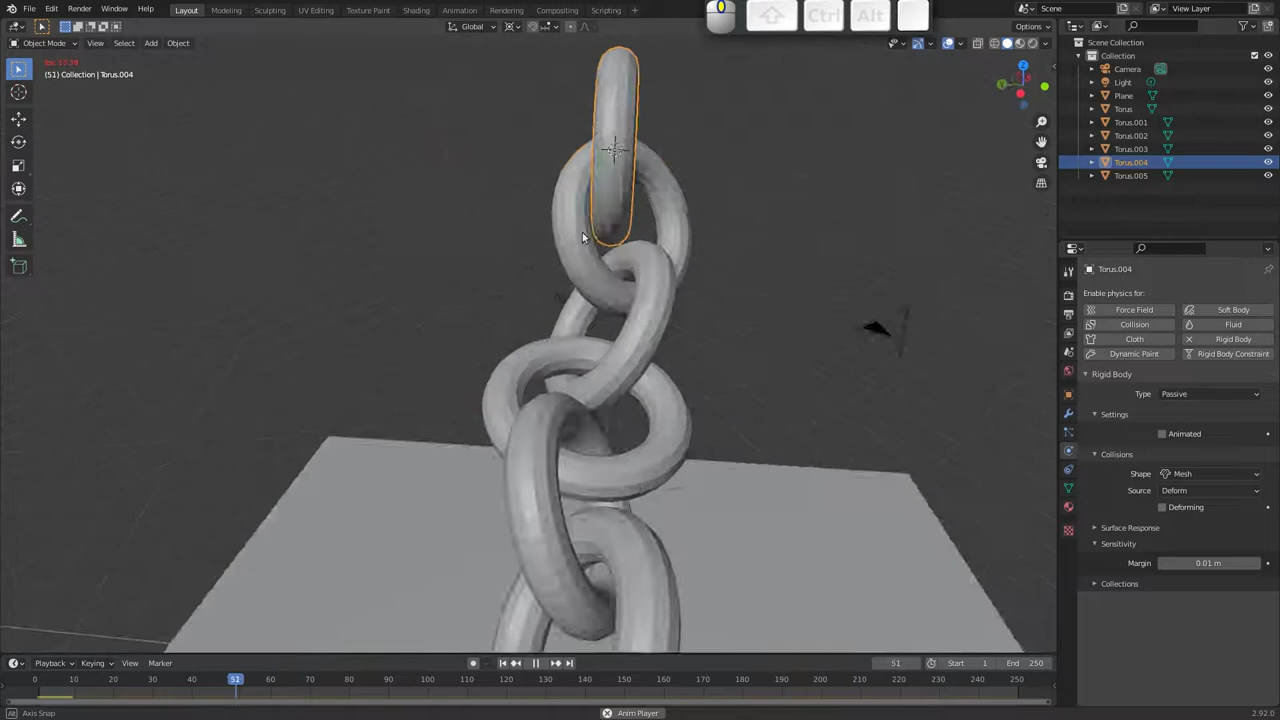 File Edit Render Window Help Layout Modeling Sculpting UV Editing Texture Paint Shading Animation Rendering Compositing Scripting + Ctrl Alt Scene View Layer
Global Options
Object Mode View Select Add Object
Scene Collection
Collection
Camera
Light
Plane
Torus
Torus.001
Torus.002
Torus.003
Torus.004
Torus.005
(51) Collection | Torus.004
Z
Torus.004
Enable physics for:
Force Field Soft Body
Collision Fluid
Cloth Rigid Body
Dynamic Paint Rigid Body Constraint
Rigid Body
Type Passive
Settings
Animated
Collisions
Shape Mesh
Source Deform
Deforming
Surface Response
Sensitivity
Margin 0.01 m
Collections
Playback Keying View Marker 51 Start 1 End 250
0 10 20 30 40 51 60 70 80 90 100 110 120 130 140 150 160 170 180 190 200 210 220 230 240 250
Axis Snap Anim Player 2.92.0